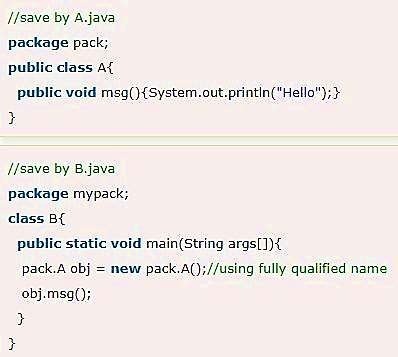 //save by A.java
package pack;
public class A{
public void msg(){System.out.println("Hello");}
}
//save by B.java
package mypack;
class B{
public static void main(String args[]){
pack.A obj = new pack.A();//using fully qualified name
obj.msg();
}
}